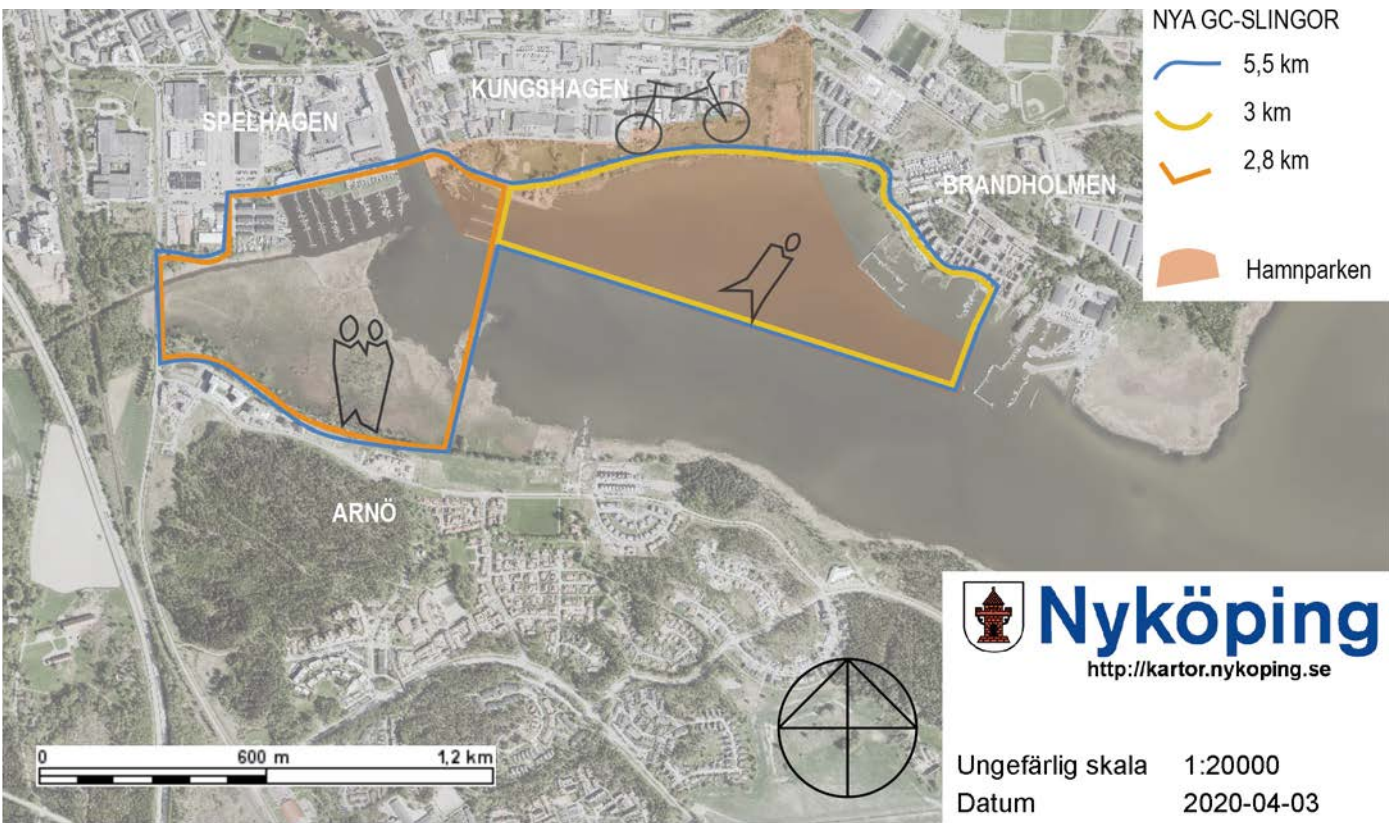 NYA GC-SLINGOR
5,5 km
3 km
2,8 km
Hamnparken
KUNGSHAGEN
SPELHAGEN
BRANDHOLMEN
ARNÖ
0 600 m 1,2 km
Nyköping
http://kartor.nykoping.se
Ungefärlig skala 1:20000
Datum 2020-04-03